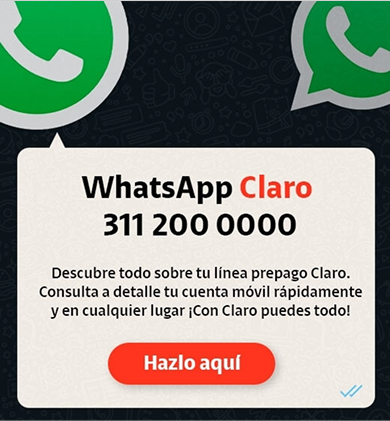 WhatsApp Claro
311 200 0000
Descubre todo sobre tu línea prepago Claro.
Consulta a detalle tu cuenta móvil rápidamente
y en cualquier lugar ¡Con Claro puedes todo!
Hazlo aquí